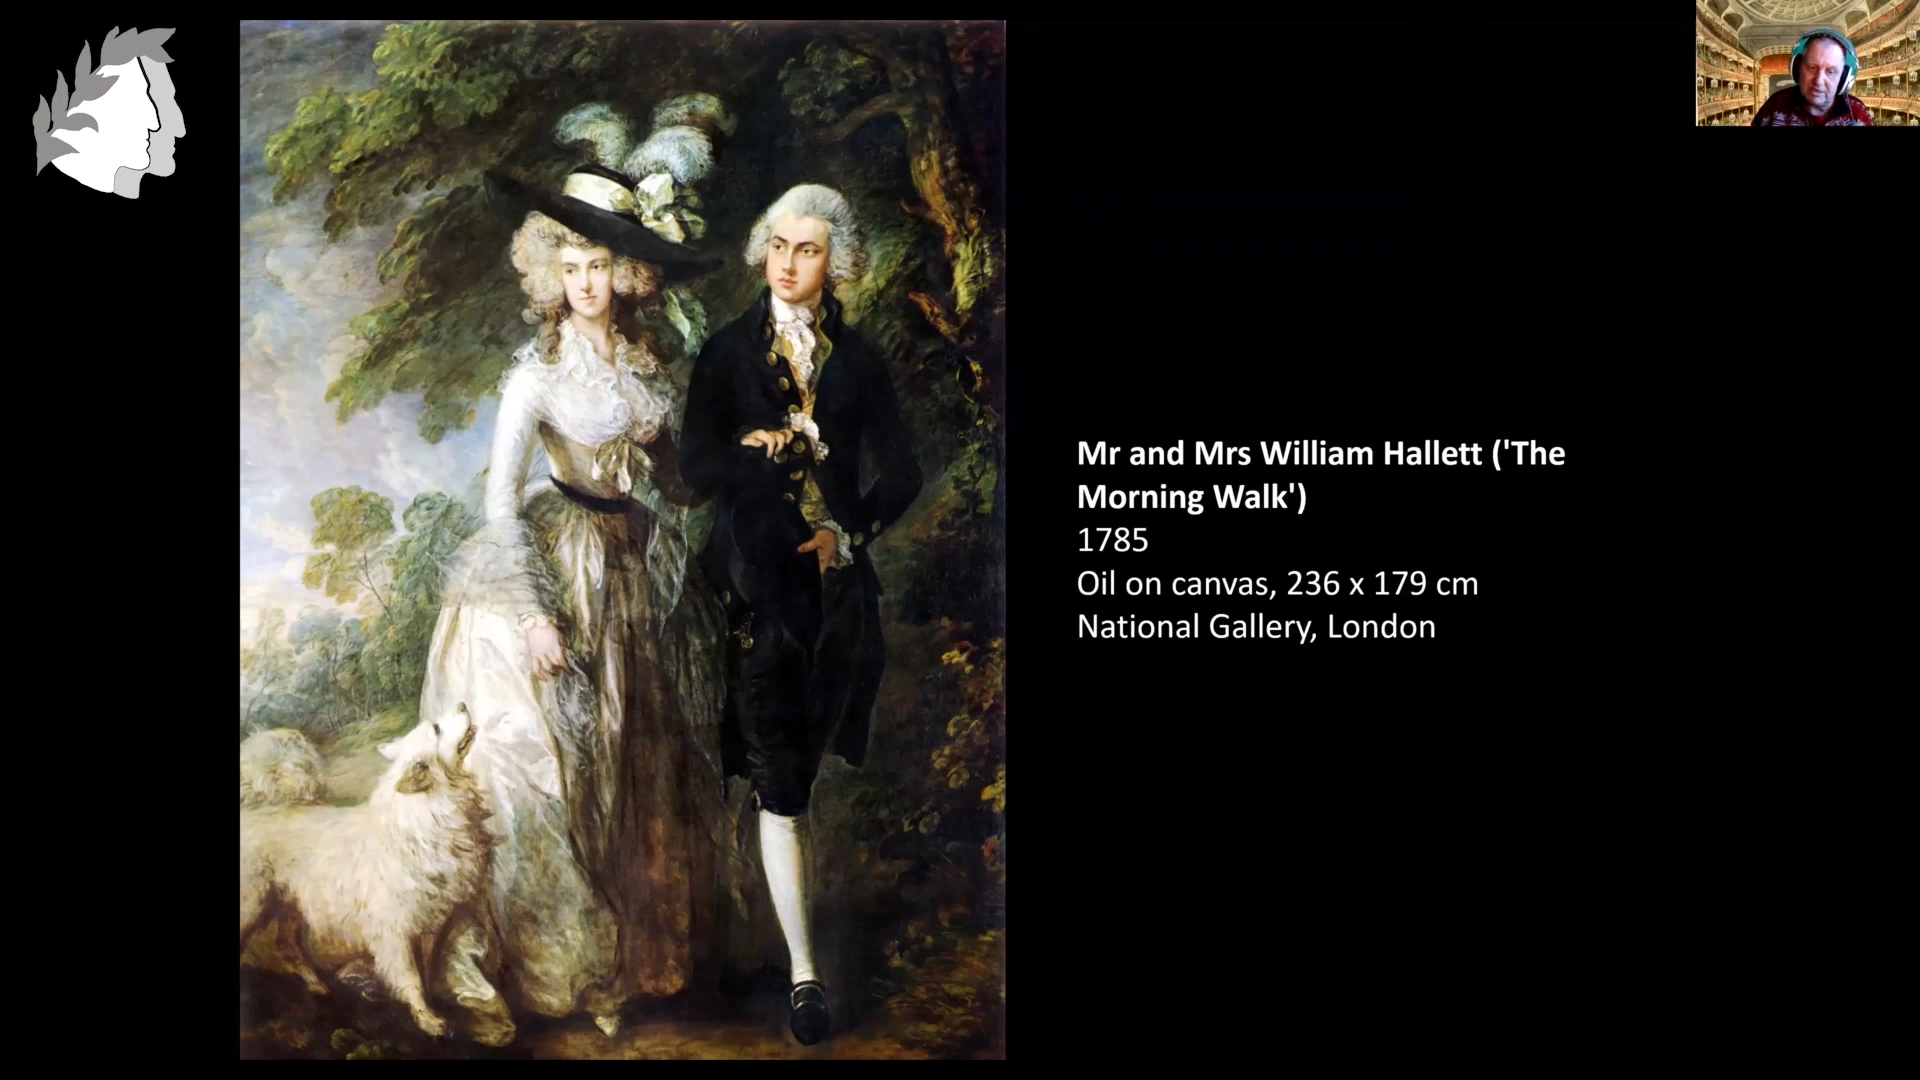 Mr and Mrs William Hallett ('The
Morning Walk')
1785
Oil on canvas, 236 x 179 cm
National Gallery, London